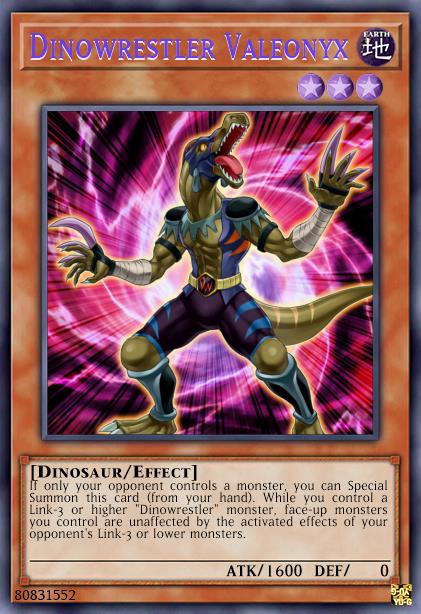 DINOWRESTLER VALEONYX
EARTH
地
[DINOSAUR/EFFECT]
If only your opponent controls a monster, you can Special
Summon this card (from your hand). While you control a
Link-3 or higher "Dinowrestler" monster, face-up monsters
you control are unaffected by the activated effects of your
opponent's Link-3 or lower monsters.
ATK/1600 DEF/ 0
80831552